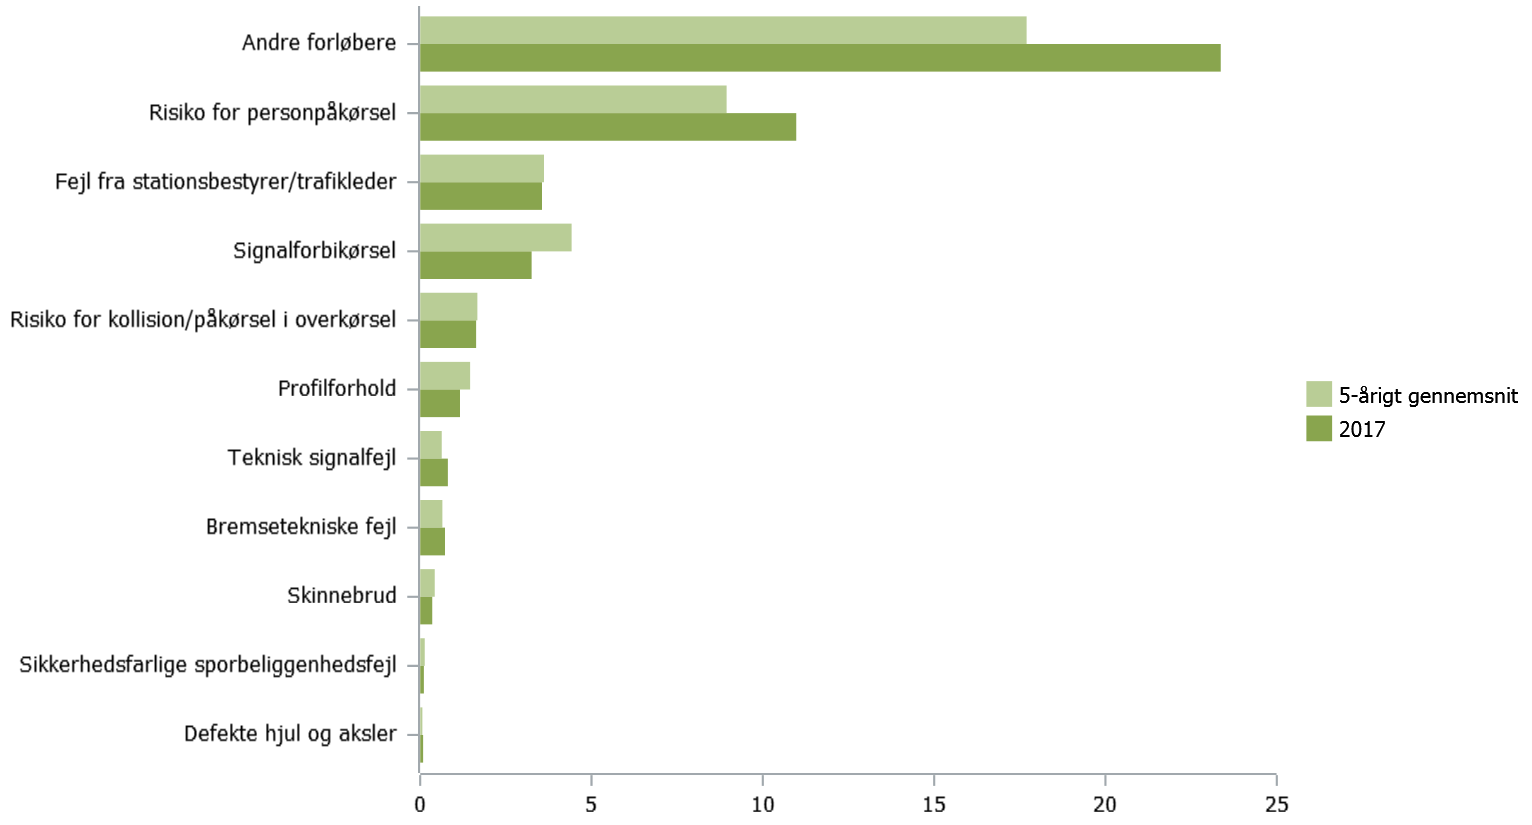 Andre forløbere
Risiko for personpåkørsel
Fejl fra stationsbestyrer/trafikleder
Signalforbikørsel
Risiko for kollision/påkørsel i overkørsel
Profilforhold
Teknisk signalfejl
Bremsetekniske fejl
Skinnebrud
Sikkerhedsfarlige sporbeliggenhedsfejl
Defekte hjul og aksler
0 5 10 15 20 25
5-årigt gennemsnit
2017